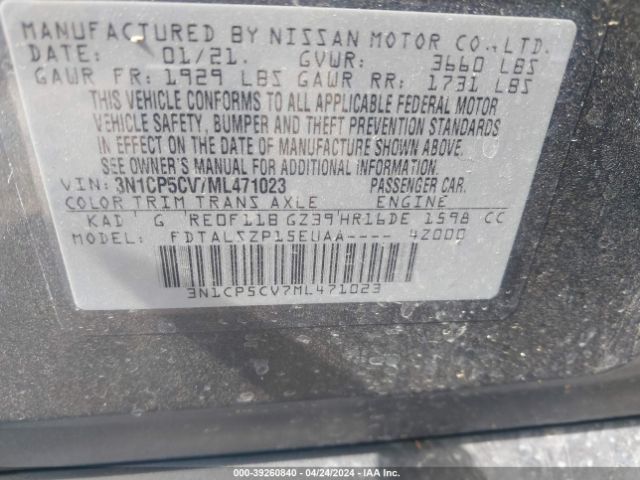 MANUFACTURED BY NISSAN MOTOR CO., LTD.
DATE: 01/21. GVWR: 3660 LBS
GAWR FR: 1929 LBS GAWR RR: 1731 LBS
THIS VEHICLE CONFORMS TO ALL APPLICABLE FEDERAL MOTOR
VEHICLE SAFETY, BUMPER AND THEFT PREVENTION STANDARDS
IN EFFECT ON THE DATE OF MANUFACTURE SHOWN ABOVE.
SEE OWNER'S MANUAL FOR ADDITIONAL INFORMATION.
VIN: 3N1CP5CV7ML471023 PASSENGER CAR.
COLOR TRIM TRANS AXLE ENGINE
KAD G RE0F11B GZ39 HR16DE 1598 CC
MODEL: FDTALSZP15EUAA---- 42000
3N1CP5CV7ML471023
000-39260840 - 04/24/2024 - IAA Inc.